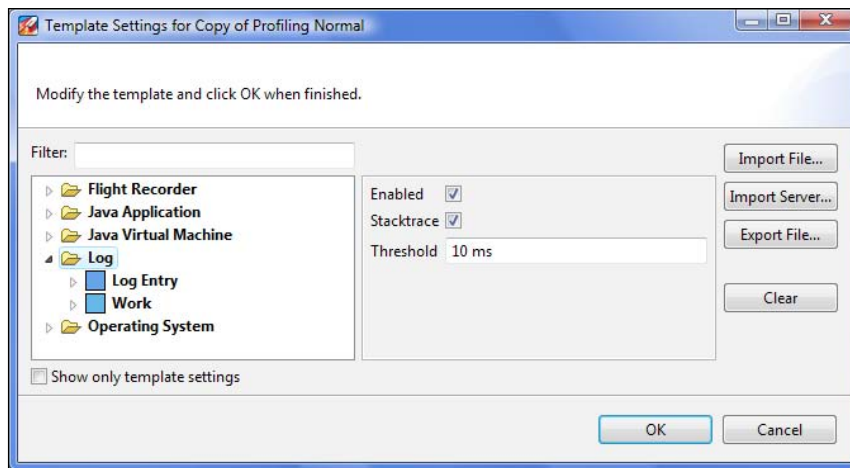 Template Settings for Copy of Profiling Normal
Modify the template and click OK when finished.
Filter:
Import File...
Flight Recorder
Enabled
Import Server...
Java Application
Stacktrace
Java Virtual Machine
Export File...
Threshold 10 ms
Log
Log Entry
Clear
Work
Operating System
Show only template settings
OK
Cancel